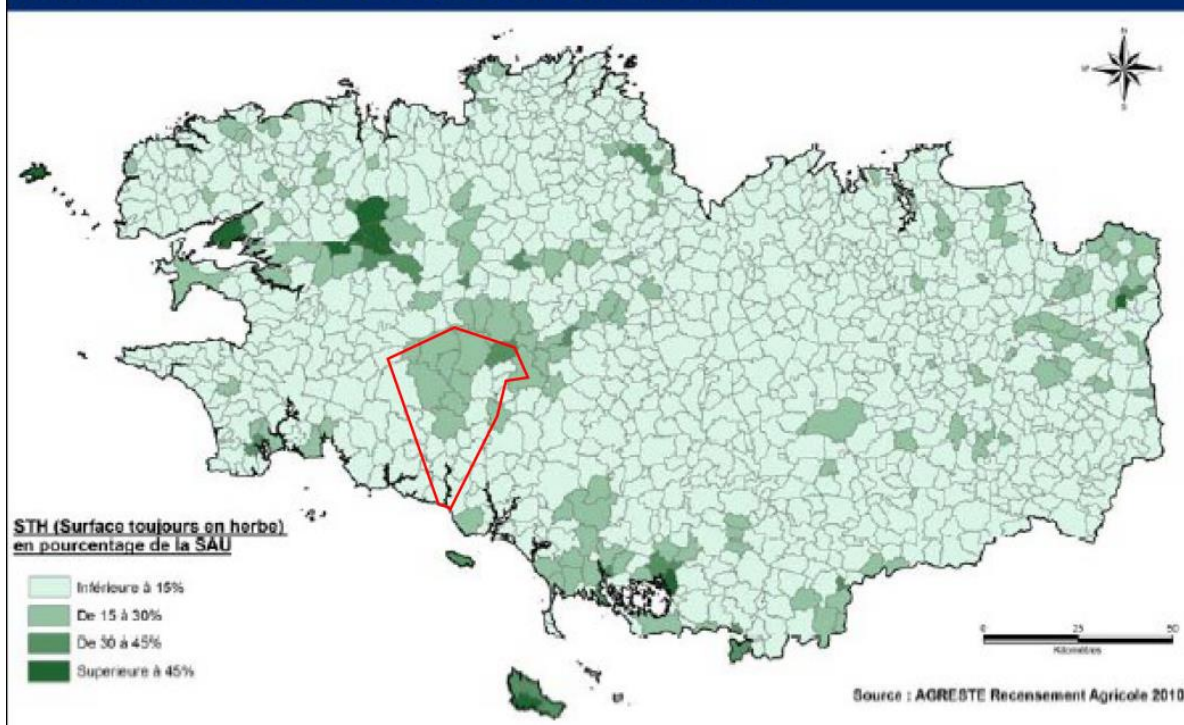 N
S
STH (Surface toujours en herbe)
en pourcentage de la SAU
Inférieure à 15%
De 15 à 30%
De 30 à 45%
Superieure à 45%
0 25 50
Kilomètres
Source : AGRESTE Recensement Agricole 2010